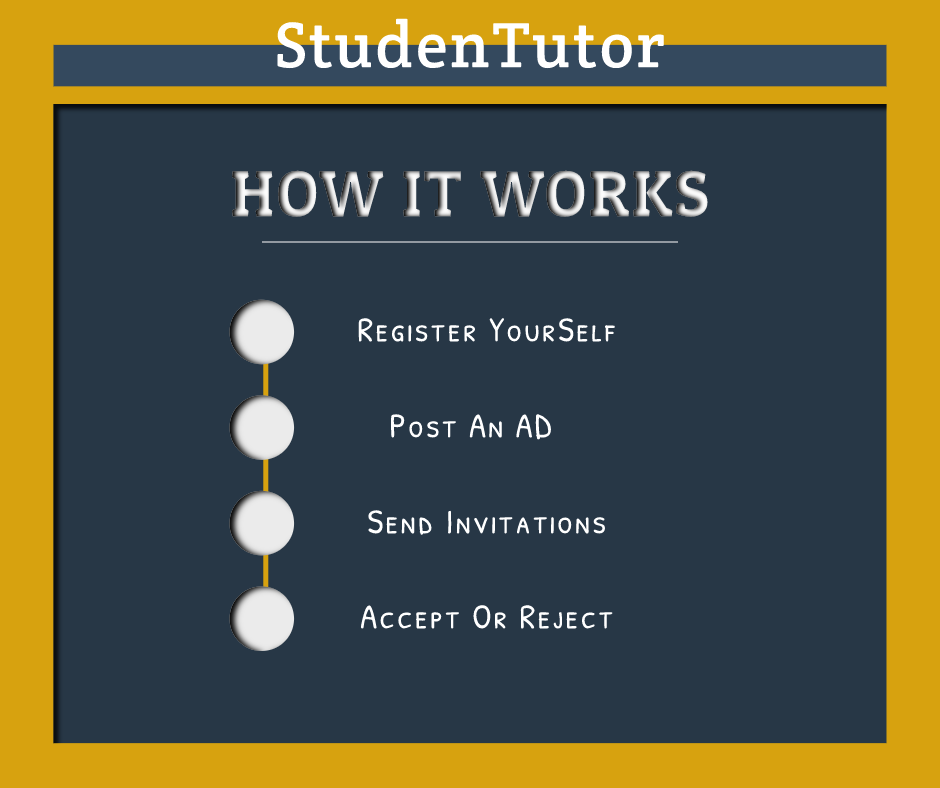 StudenTutor
HOW IT WORKS
Register YourSelf
Post An AD
Send Invitations
Accept Or Reject